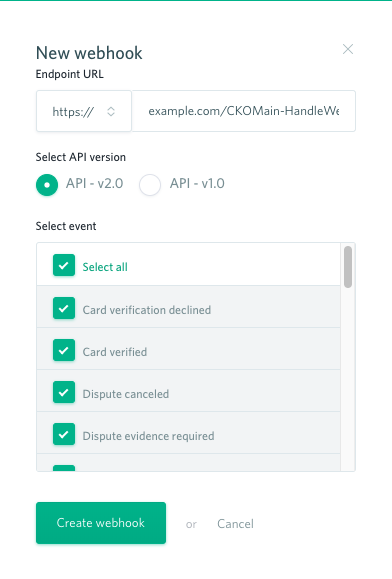 New webhook
Endpoint URL
https:// example.com/CKOMain-HandleWe
Select API version
API - v2.0 API - v1.0
Select event
Select all
Card verification declined
Card verified
Dispute canceled
Dispute evidence required
Create webhook or Cancel